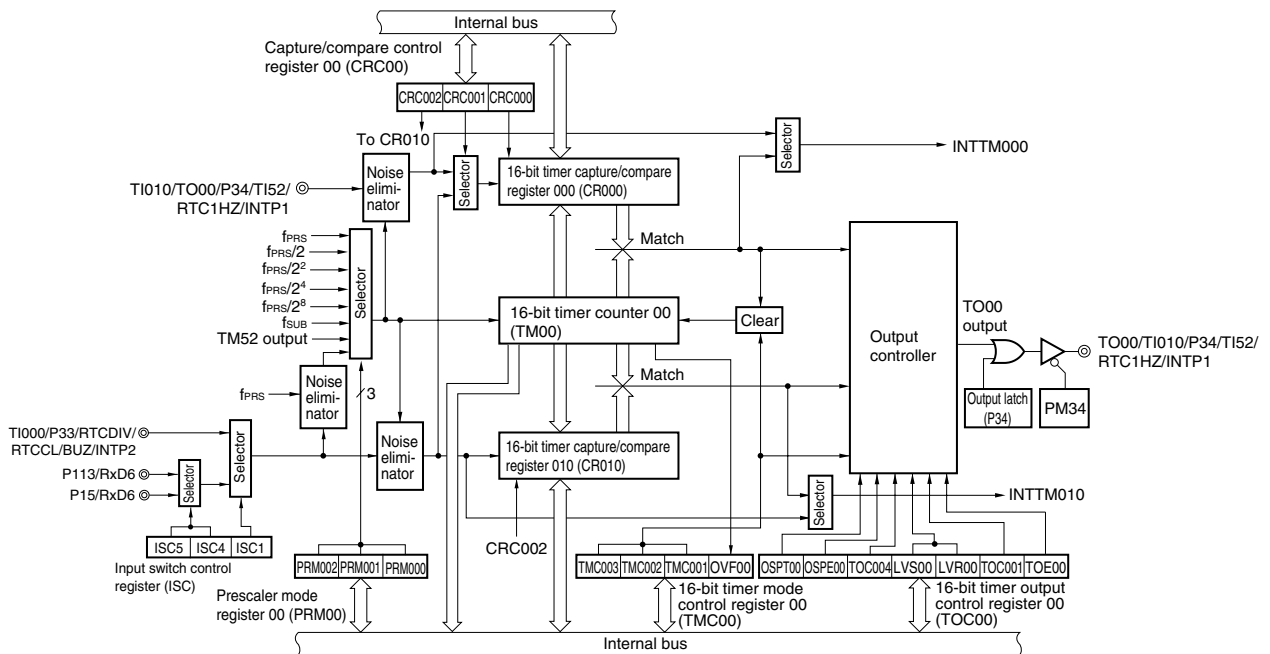 Internal bus
Capture/compare control
register 00 (CRC00)
CRC002 CRC001 CRC000
To CR010
TI010/TO00/P34/TI52/
RTC1HZ/INTP1
Noise
elimi-
nator
Selector
16-bit timer capture/compare
register 000 (CR000)
Selector
INTTM000
Match
fPRS
fPRS/2
fPRS/2²
fPRS/2⁴
fPRS/2⁸
fSUB
TM52 output
Selector
16-bit timer counter 00
(TM00)
Clear
Output
controller
TO00
output
TO00/TI010/P34/TI52/
RTC1HZ/INTP1
Output latch
(P34)
PM34
fPRS
Noise
elimi-
nator
3
Match
TI000/P33/RTCDIV/
RTCCL/BUZ/INTP2
P113/RxD6
P15/RxD6
Selector
Selector
Noise
elimi-
nator
16-bit timer capture/compare
register 010 (CR010)
Selector
INTTM010
CRC002
ISC5 ISC4 ISC1
Input switch control
register (ISC)
PRM002 PRM001 PRM000
Prescaler mode
register 00 (PRM00)
TMC003 TMC002 TMC001 OVF00
16-bit timer mode
control register 00
(TMC00)
OSPT00 OSPE00 TOC004 LVS00 LVR00 TOC001 TOE00
16-bit timer output
control register 00
(TOC00)
Internal bus